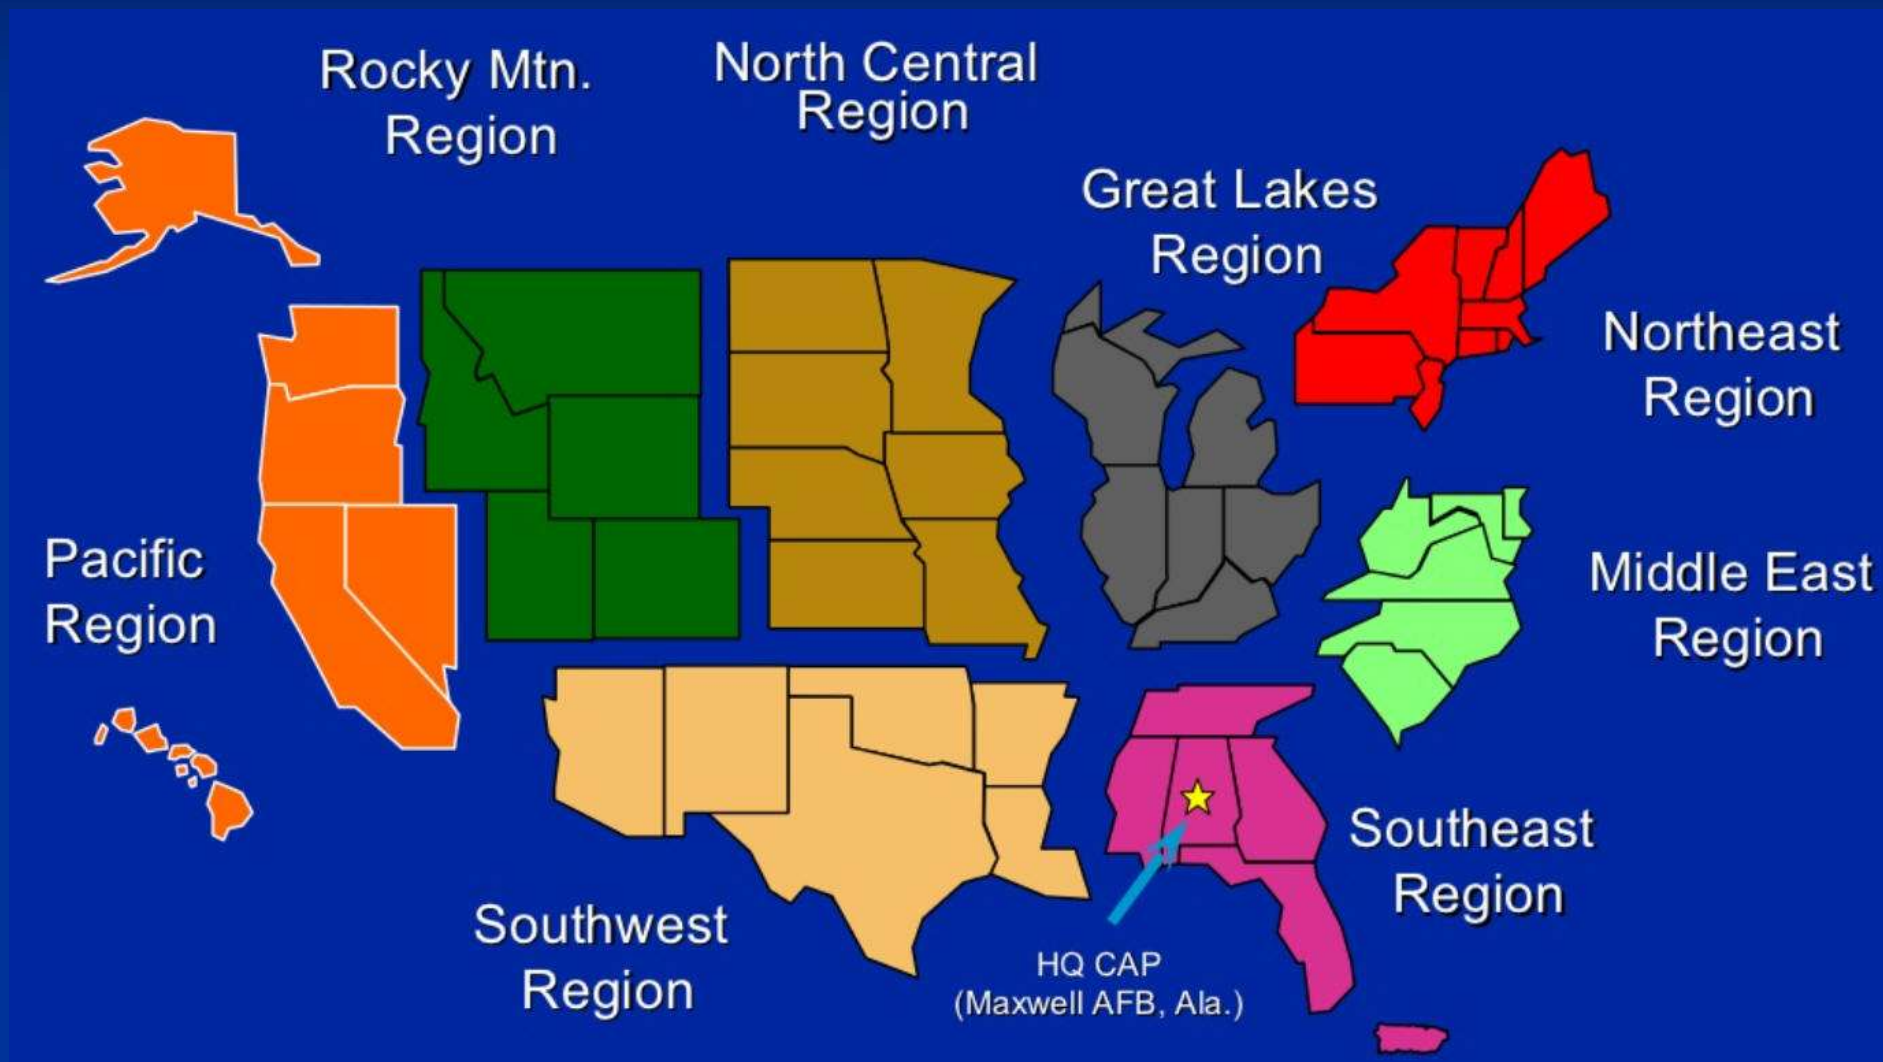 Rocky Mtn.
Region
North Central
Region
Great Lakes
Region
Northeast
Region
Pacific
Region
Middle East
Region
Southeast
Region
Southwest
Region
HQ CAP
(Maxwell AFB, Ala.)